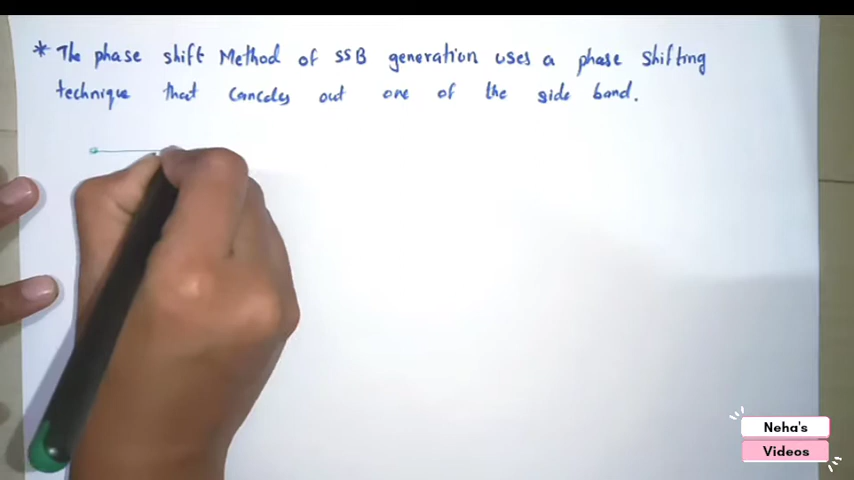 * The phase shift Method of SSB generation uses a phase shifting
technique that canceles out one of the side band.
Neha's
Videos